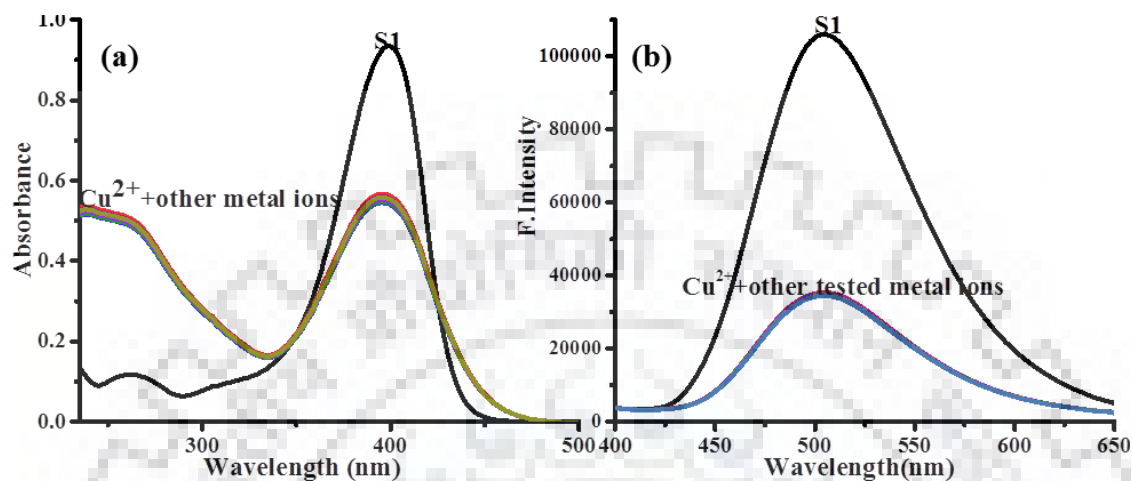 (a)
S1
Cu2++other metal ions
Absorbance
1.0
0.8
0.6
0.4
0.2
0.0
300
400
500
Wavelength (nm)
(b)
S1
Cu2++other tested metal ions
F.Intensity
100000
80000
60000
40000
20000
0
400
450
500
550
600
650
Wavelength(nm)